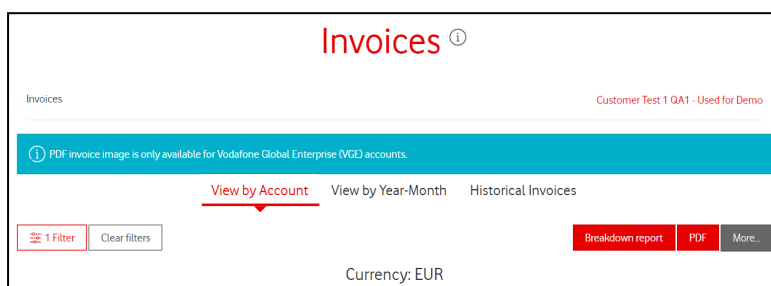 Invoices
Invoices
Customer Test 1 QA1 - Used for Demo
PDF invoice image is only available for Vodafone Global Enterprise (VGE) accounts.
View by Account View by Year-Month Historical Invoices
1 Filter Clear filters Breakdown report PDF More...
Currency: EUR